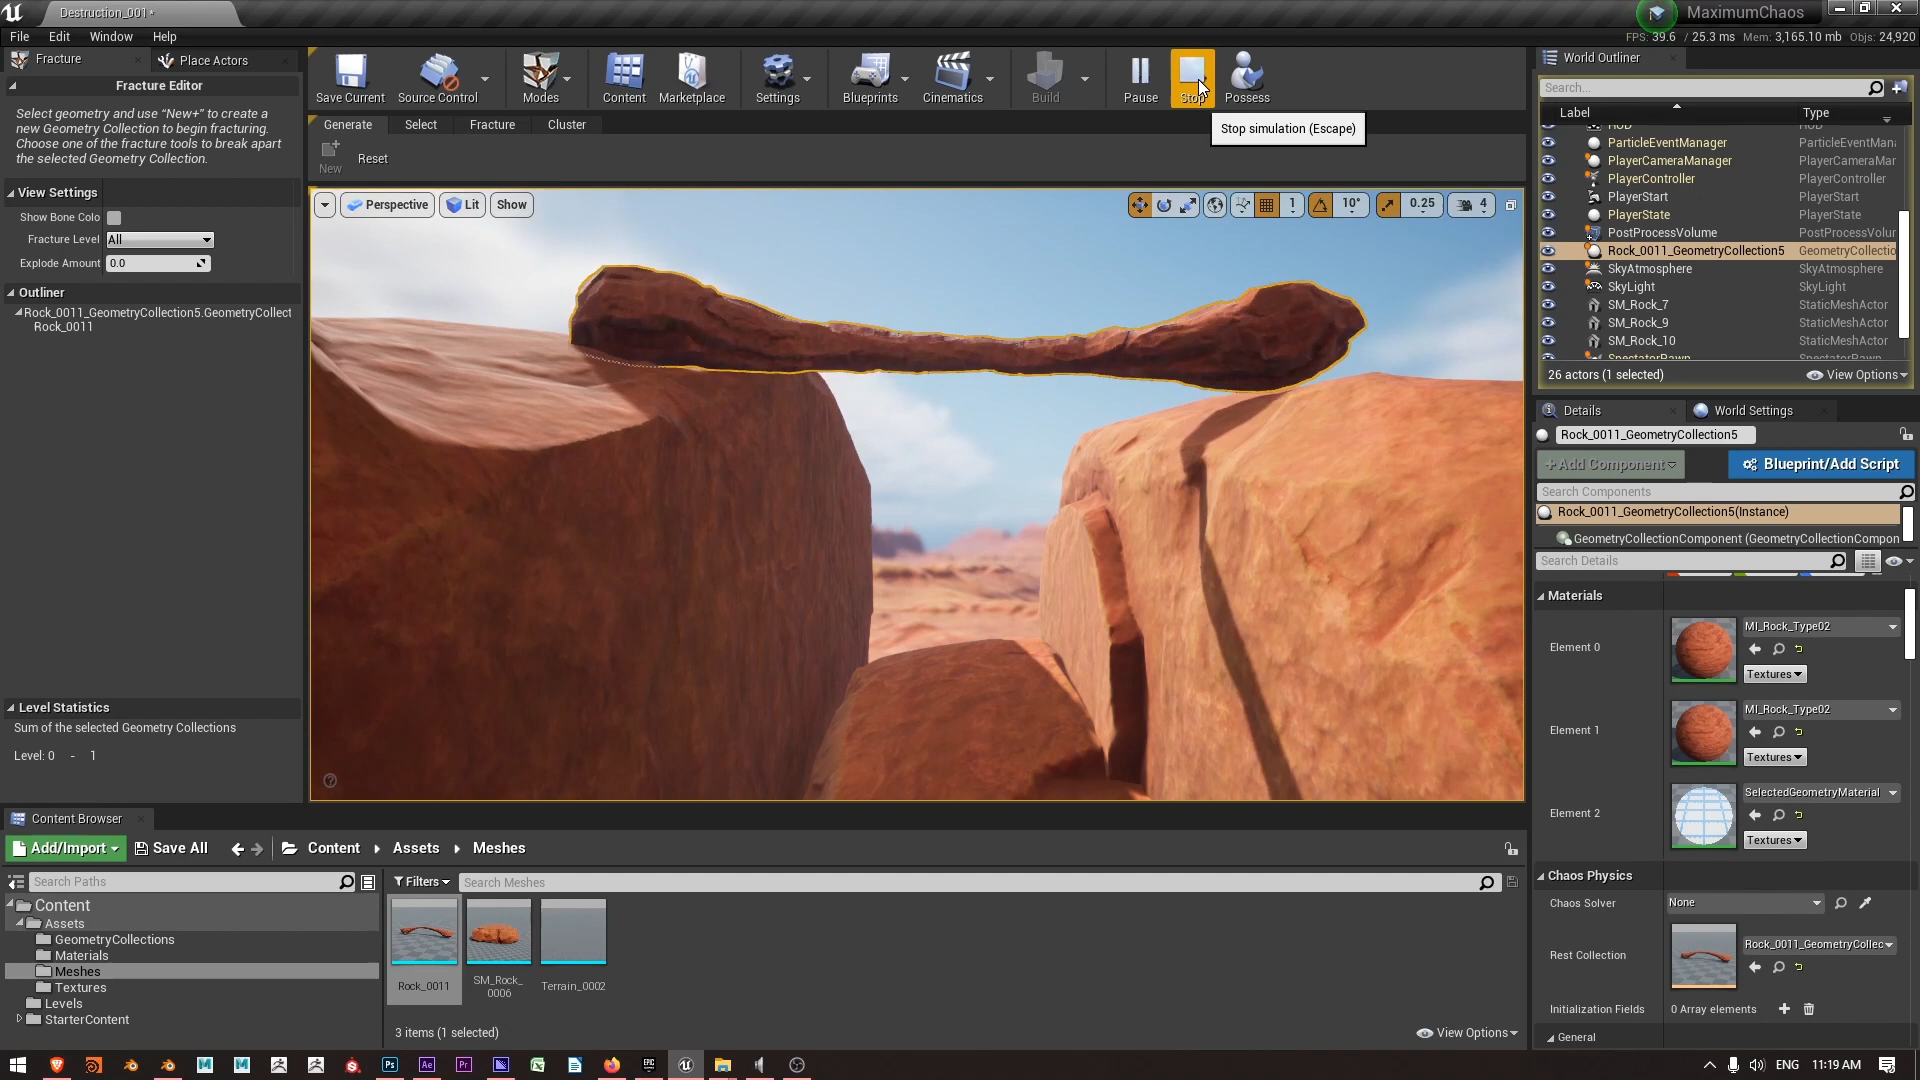 Destruction_001*
MaximumChaos
File Edit Window Help
FPS: 39.6 / 25.3 ms Mem: 3,165.10 mb Objs: 24,920
Fracture
Place Actors
Fracture Editor
Select geometry and use “New+” to create a
new Geometry Collection to begin fracturing.
Choose one of the fracture tools to break apart
the selected Geometry Collection.
View Settings
Show Bone Colo
Fracture Level All
Explode Amount 0.0
Outliner
Rock_0011_GeometryCollection5.GeometryCollect
Rock_0011
Level Statistics
Sum of the selected Geometry Collections
Level: 0 - 1
Save Current
Source Control
Modes
Content
Marketplace
Settings
Blueprints
Cinematics
Build
Pause
Stop
Possess
Stop simulation (Escape)
Generate Select Fracture Cluster
New
Reset
Perspective
Lit
Show
1
10°
0.25
4
World Outliner
Search...
Label Type
ParticleEventManager ParticleEventMan
PlayerCameraManager PlayerCameraMar
PlayerController PlayerController
PlayerStart PlayerStart
PlayerState PlayerState
PostProcessVolume PostProcessVolur
Rock_0011_GeometryCollection5 GeometryCollectic
SkyAtmosphere SkyAtmosphere
SkyLight SkyLight
SM_Rock_7 StaticMeshActor
SM_Rock_9 StaticMeshActor
SM_Rock_10 StaticMeshActor
26 actors (1 selected)
View Options
Details
World Settings
Rock_0011_GeometryCollection5
+Add Component
Blueprint/Add Script
Search Components
Rock_0011_GeometryCollection5(Instance)
GeometryCollectionComponent (GeometryCollectionCompon
Search Details
Materials
Element 0
MI_Rock_Type02
Textures
Element 1
MI_Rock_Type02
Textures
Element 2
SelectedGeometryMaterial
Textures
Chaos Physics
Chaos Solver None
Rest Collection
Rock_0011_GeometryCollec
Initialization Fields 0 Array elements
General
Content Browser
Add/Import
Save All
Content
Assets
Meshes
Search Paths
Filters
Search Meshes
Content
Assets
GeometryCollections
Materials
Meshes
Textures
Levels
StarterContent
Rock_0011
SM_Rock_
0006
Terrain_0002
3 items (1 selected)
View Options
Ps
Ae
Pr
ENG
11:19 AM